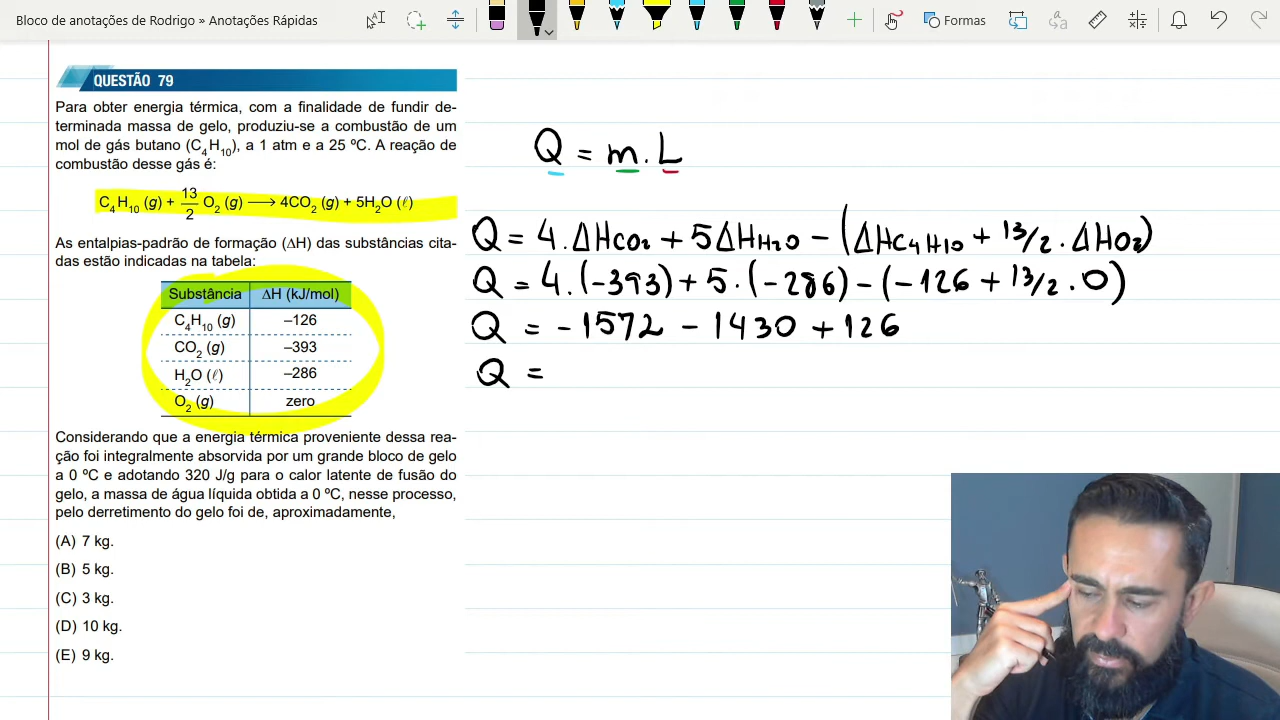 Bloco de anotações de Rodrigo » Anotações Rápidas
Formas
QUESTÃO 79
Para obter energia térmica, com a finalidade de fundir de-
terminada massa de gelo, produziu-se a combustão de um
mol de gás butano (C4H10), a 1 atm e a 25 ºC. A reação de
combustão desse gás é:
C4H10 (g) + 13/2 O2 (g) ⟶ 4CO2 (g) + 5H2O (ℓ)
As entalpias-padrão de formação (∆H) das substâncias cita-
das estão indicadas na tabela:
Substância ∆H (kJ/mol)
C4H10 (g) –126
CO2 (g) –393
H2O (ℓ) –286
O2 (g) zero
Considerando que a energia térmica proveniente dessa rea-
ção foi integralmente absorvida por um grande bloco de gelo
a 0 ºC e adotando 320 J/g para o calor latente de fusão do
gelo, a massa de água líquida obtida a 0 ºC, nesse processo,
pelo derretimento do gelo foi de, aproximadamente,
(A) 7 kg.
(B) 5 kg.
(C) 3 kg.
(D) 10 kg.
(E) 9 kg.
Q = m . L
Q = 4 . ΔHCO2 + 5ΔHH2O – (ΔHC4H10 + 13/2 . ΔHO2)
Q = 4 . (-393) + 5 . (-286) – (-126 + 13/2 . 0)
Q = -1572 - 1430 + 126
Q =